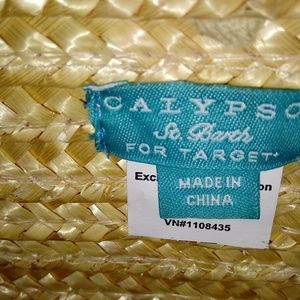 CALYPSO
St. Barth
FOR TARGET
MADE IN
CHINA
VN#1108435